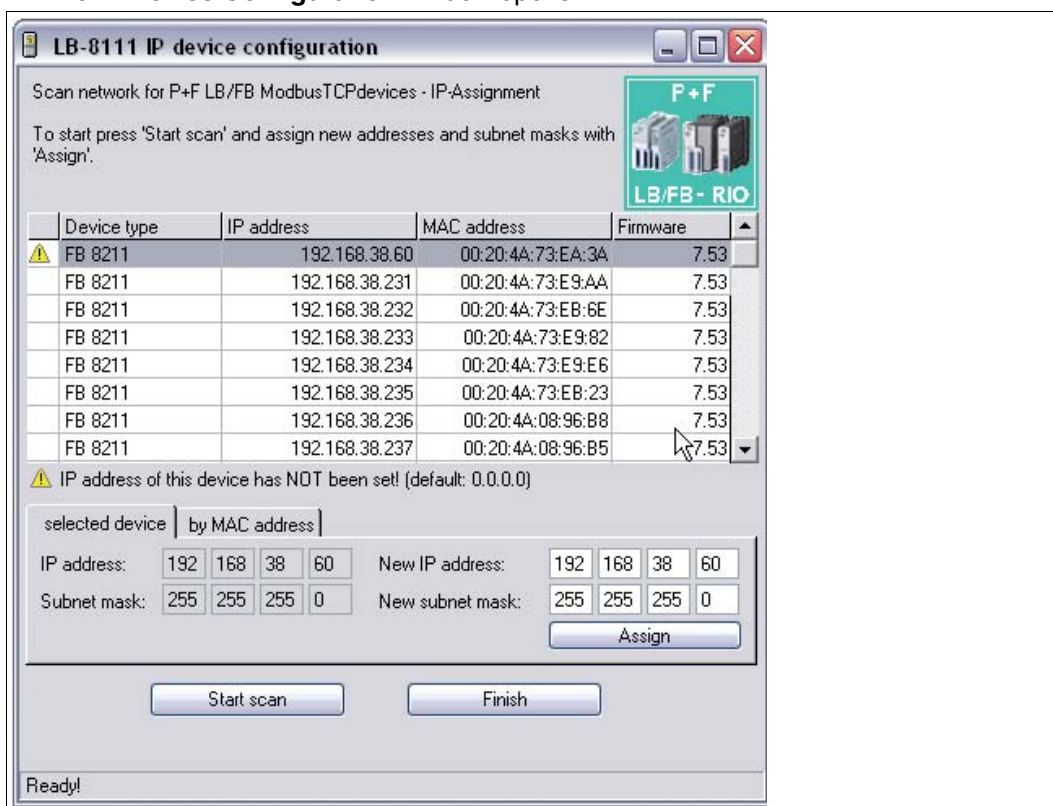 LB-8111 IP device configuration
Scan network for P+F LB/FB ModbusTCPdevices - IP-Assignment
To start press 'Start scan' and assign new addresses and subnet masks with
'Assign'.
P+F
LB/FB - RIO
Device type IP address MAC address Firmware
FB 8211 192.168.38.60 00:20:4A:73:EA:3A 7.53
FB 8211 192.168.38.231 00:20:4A:73:E9:AA 7.53
FB 8211 192.168.38.232 00:20:4A:73:EB:6E 7.53
FB 8211 192.168.38.233 00:20:4A:73:E9:82 7.53
FB 8211 192.168.38.234 00:20:4A:73:E9:E6 7.53
FB 8211 192.168.38.235 00:20:4A:73:EB:23 7.53
FB 8211 192.168.38.236 00:20:4A:08:96:B8 7.53
FB 8211 192.168.38.237 00:20:4A:08:96:B5 7.53
IP address of this device has NOT been set! (default: 0.0.0.0)
selected device by MAC address
IP address: 192 168 38 60 New IP address: 192 168 38 60
Subnet mask: 255 255 255 0 New subnet mask: 255 255 255 0
Assign
Start scan Finish
Ready!